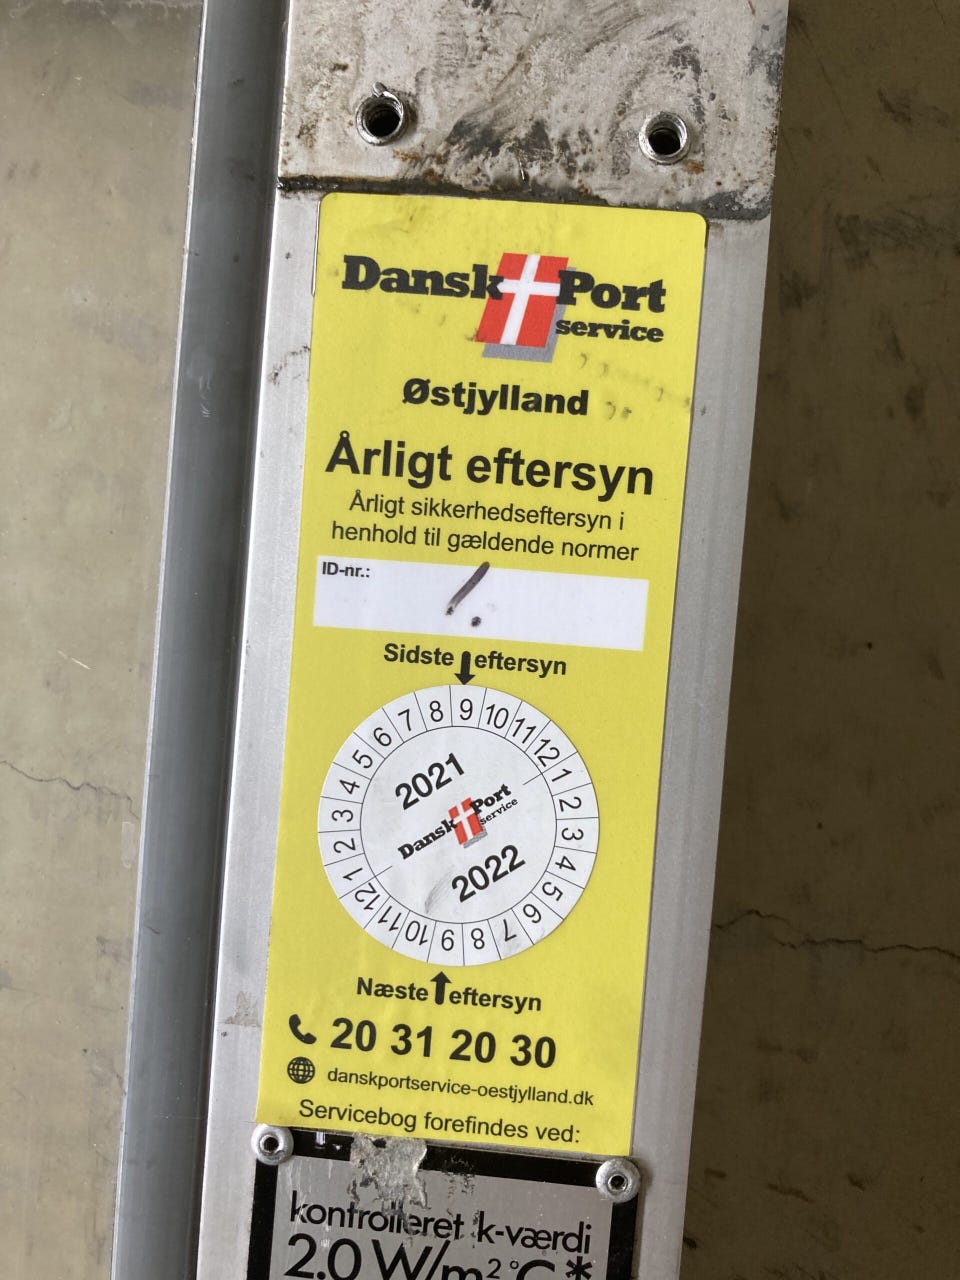 Dansk Port
service
Østjylland
Årligt eftersyn
Årligt sikkerhedseftersyn i
henhold til gældende normer
ID-nr.: 1.
Sidste eftersyn
1 2 3 4 5 6 7 8 9 10 11 12
2021
Dansk Port
service
2022
1 2 3 4 5 6 7 8 9 10 11 12
Næste eftersyn
20 31 20 30
danskportservice-oestjylland.dk
Servicebog forefindes ved:
kontrolleret k-værdi
2.0 W/m² °C*